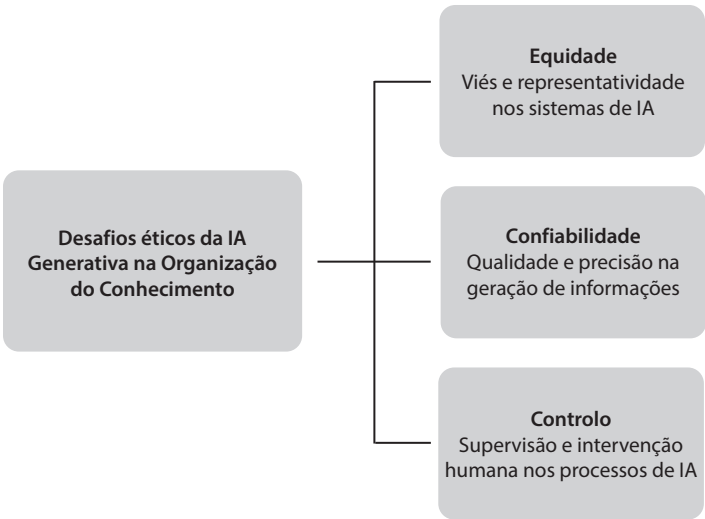 Desafios éticos da IA
Generativa na Organização
do Conhecimento
Equidade
Viés e representatividade
nos sistemas de IA
Confiabilidade
Qualidade e precisão na
geração de informações
Controlo
Supervisão e intervenção
humana nos processos de IA